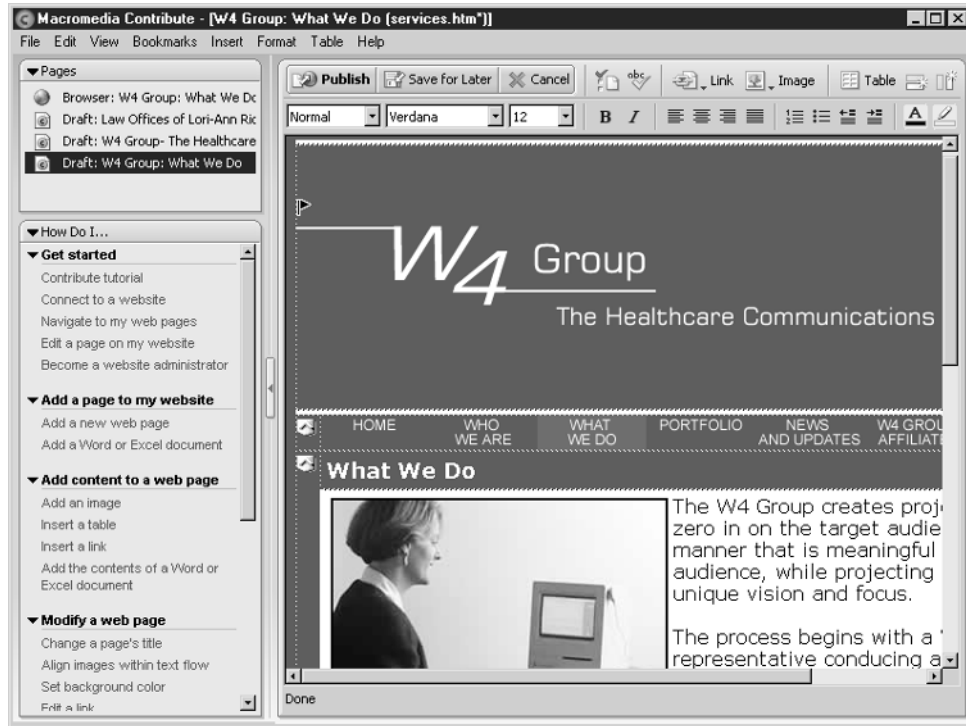 Macromedia Contribute - [W4 Group: What We Do (services.htm*)]
File Edit View Bookmarks Insert Format Table Help
Pages
Browser: W4 Group: What We Do
Draft: Law Offices of Lori-Ann Ric
Draft: W4 Group- The Healthcare
Draft: W4 Group: What We Do
How Do I...
Get started
Contribute tutorial
Connect to a website
Navigate to my web pages
Edit a page on my website
Become a website administrator
Add a page to my website
Add a new web page
Add a Word or Excel document
Add content to a web page
Add an image
Insert a table
Insert a link
Add the contents of a Word or
Excel document
Modify a web page
Change a page's title
Align images within text flow
Set background color
Edit a link
Publish Save for Later Cancel abc Link Image Table
Normal Verdana 12 B I A
W4 Group
The Healthcare Communications
HOME WHO WE ARE WHAT WE DO PORTFOLIO NEWS AND UPDATES W4 GROU AFFILIAT
What We Do
The W4 Group creates proj
zero in on the target audie
manner that is meaningful
audience, while projecting
unique vision and focus.
The process begins with a
representative conducing a
Done